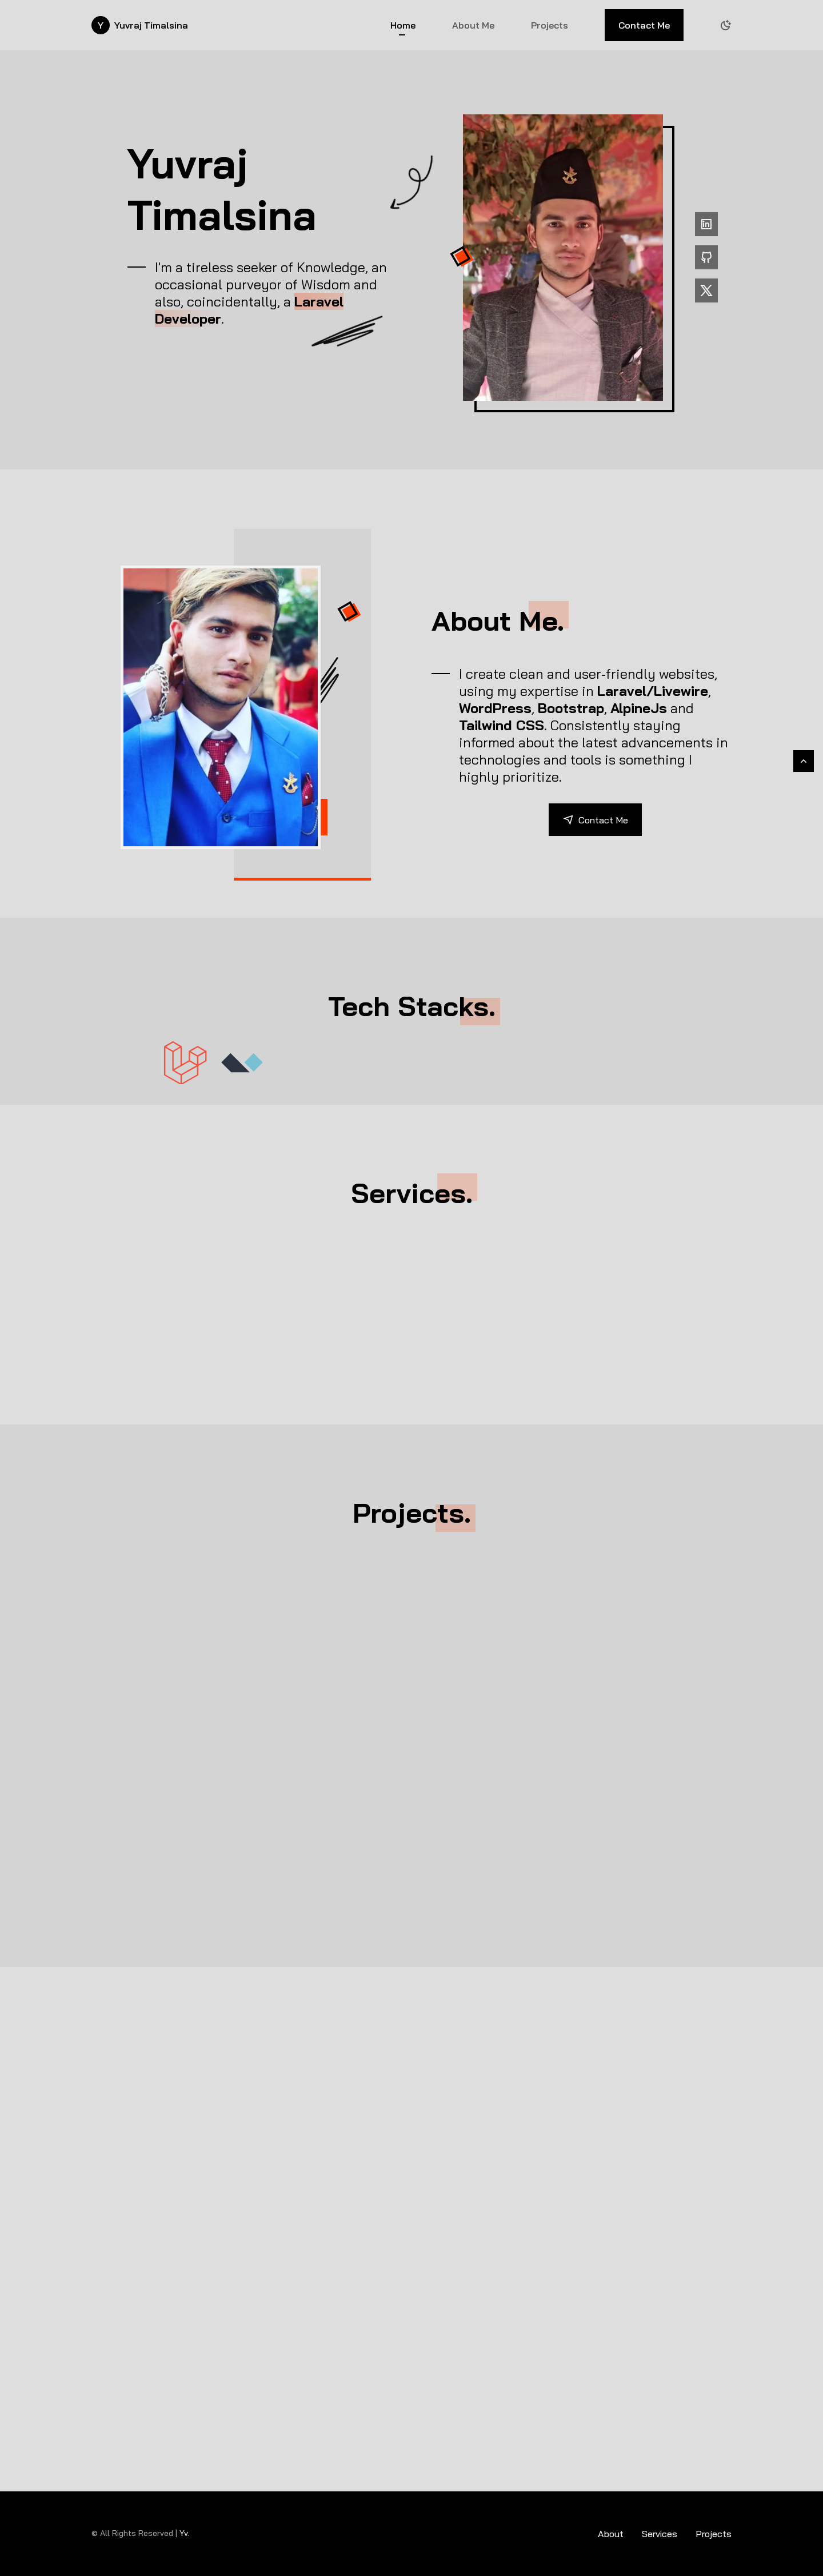 Y Yuvraj Timalsina
Home
About Me
Projects
Contact Me
Yuvraj
Timalsina
I'm a tireless seeker of Knowledge, an
occasional purveyor of Wisdom and
also, coincidentally, a Laravel
Developer.
About Me.
I create clean and user-friendly websites,
using my expertise in Laravel/Livewire,
WordPress, Bootstrap, AlpineJs and
Tailwind CSS. Consistently staying
informed about the latest advancements in
technologies and tools is something I
highly prioritize.
Contact Me
Tech Stacks.
Services.
Projects.
© All Rights Reserved | Yv.
About
Services
Projects